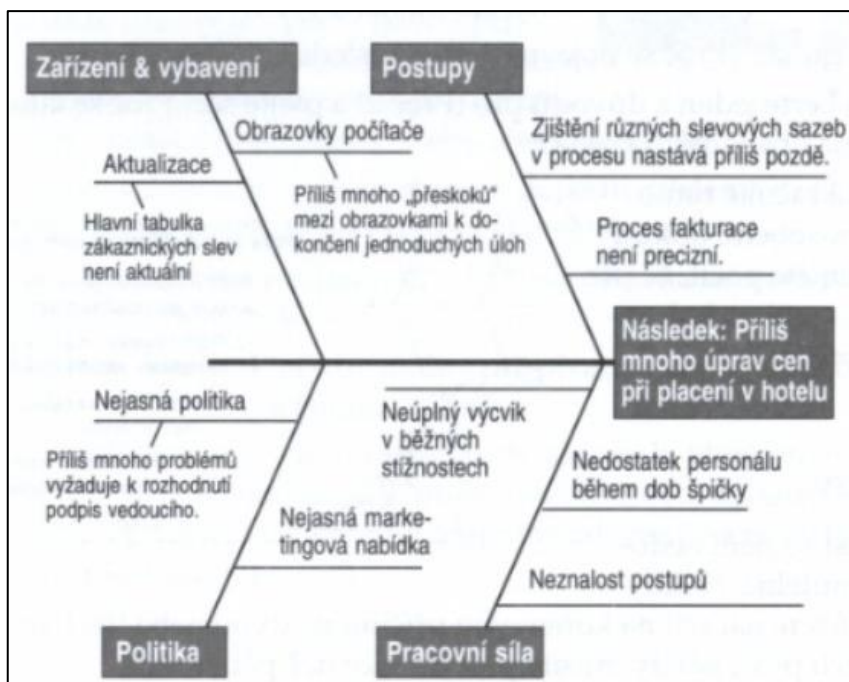 Zařízení & vybavení
Postupy
Obrazovky počítače
Aktualizace
Hlavní tabulka
zákaznických slev
není aktuální
Příliš mnoho „přeskoků“
mezi obrazovkami k do-
končení jednoduchých úloh
Zjištění různých slevových sazeb
v procesu nastává příliš pozdě.
Proces fakturace
není precizní.
Následek: Příliš
mnoho úprav cen
při placení v hotelu
Nejasná politika
Příliš mnoho problémů
vyžaduje k rozhodnutí
podpis vedoucího.
Nejasná marke-
tingová nabídka
Neúplný výcvik
v běžných
stížnostech
Nedostatek personálu
během dob špičky
Neznalost postupů
Politika
Pracovní síla